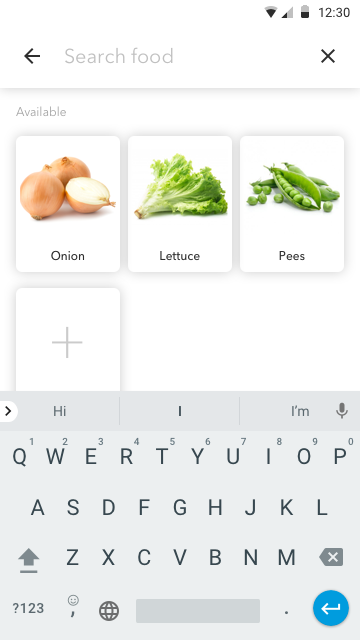 12:30
Search food
Available
Onion Lettuce Pees
Hi I I'm
1 2 3 4 5 6 7 8 9 0
Q W E R T Y U I O P
A S D F G H J K L
Z X C V B N M
?123 , .